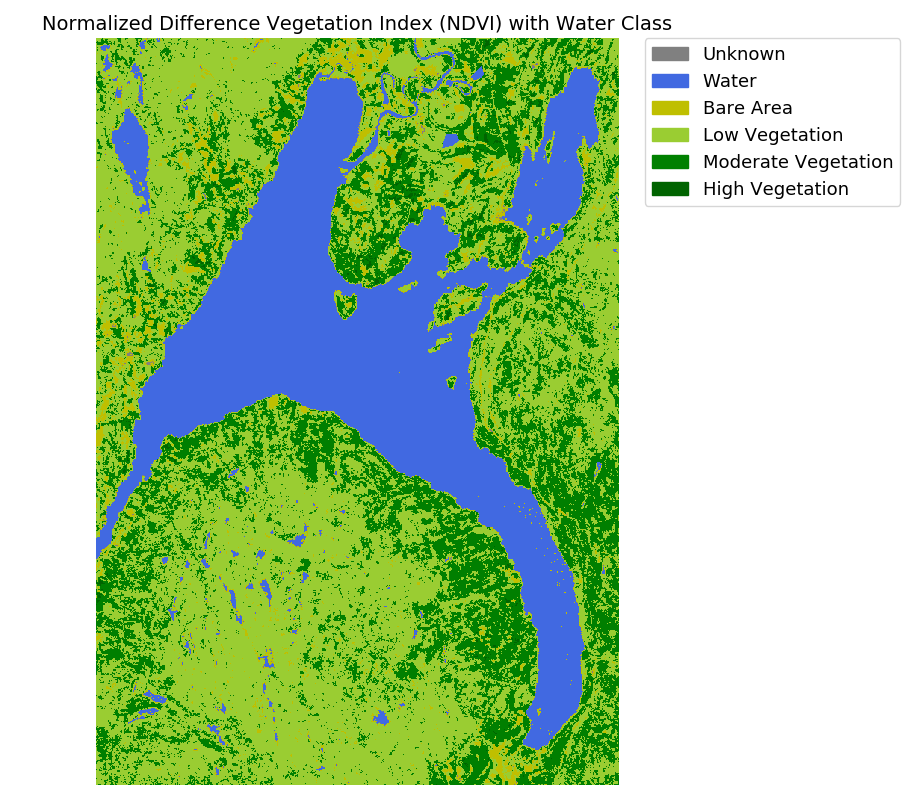 Normalized Difference Vegetation Index (NDVI) with Water Class
Unknown
Water
Bare Area
Low Vegetation
Moderate Vegetation
High Vegetation